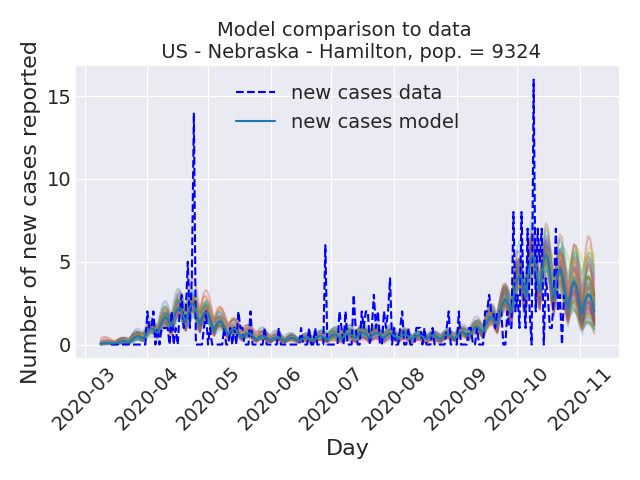 Model comparison to data
US - Nebraska - Hamilton, pop. = 9324
new cases data
new cases model
Number of new cases reported
15
10
5
0
2020-03
2020-04
2020-05
2020-06
2020-07
2020-08
2020-09
2020-10
2020-11
Day